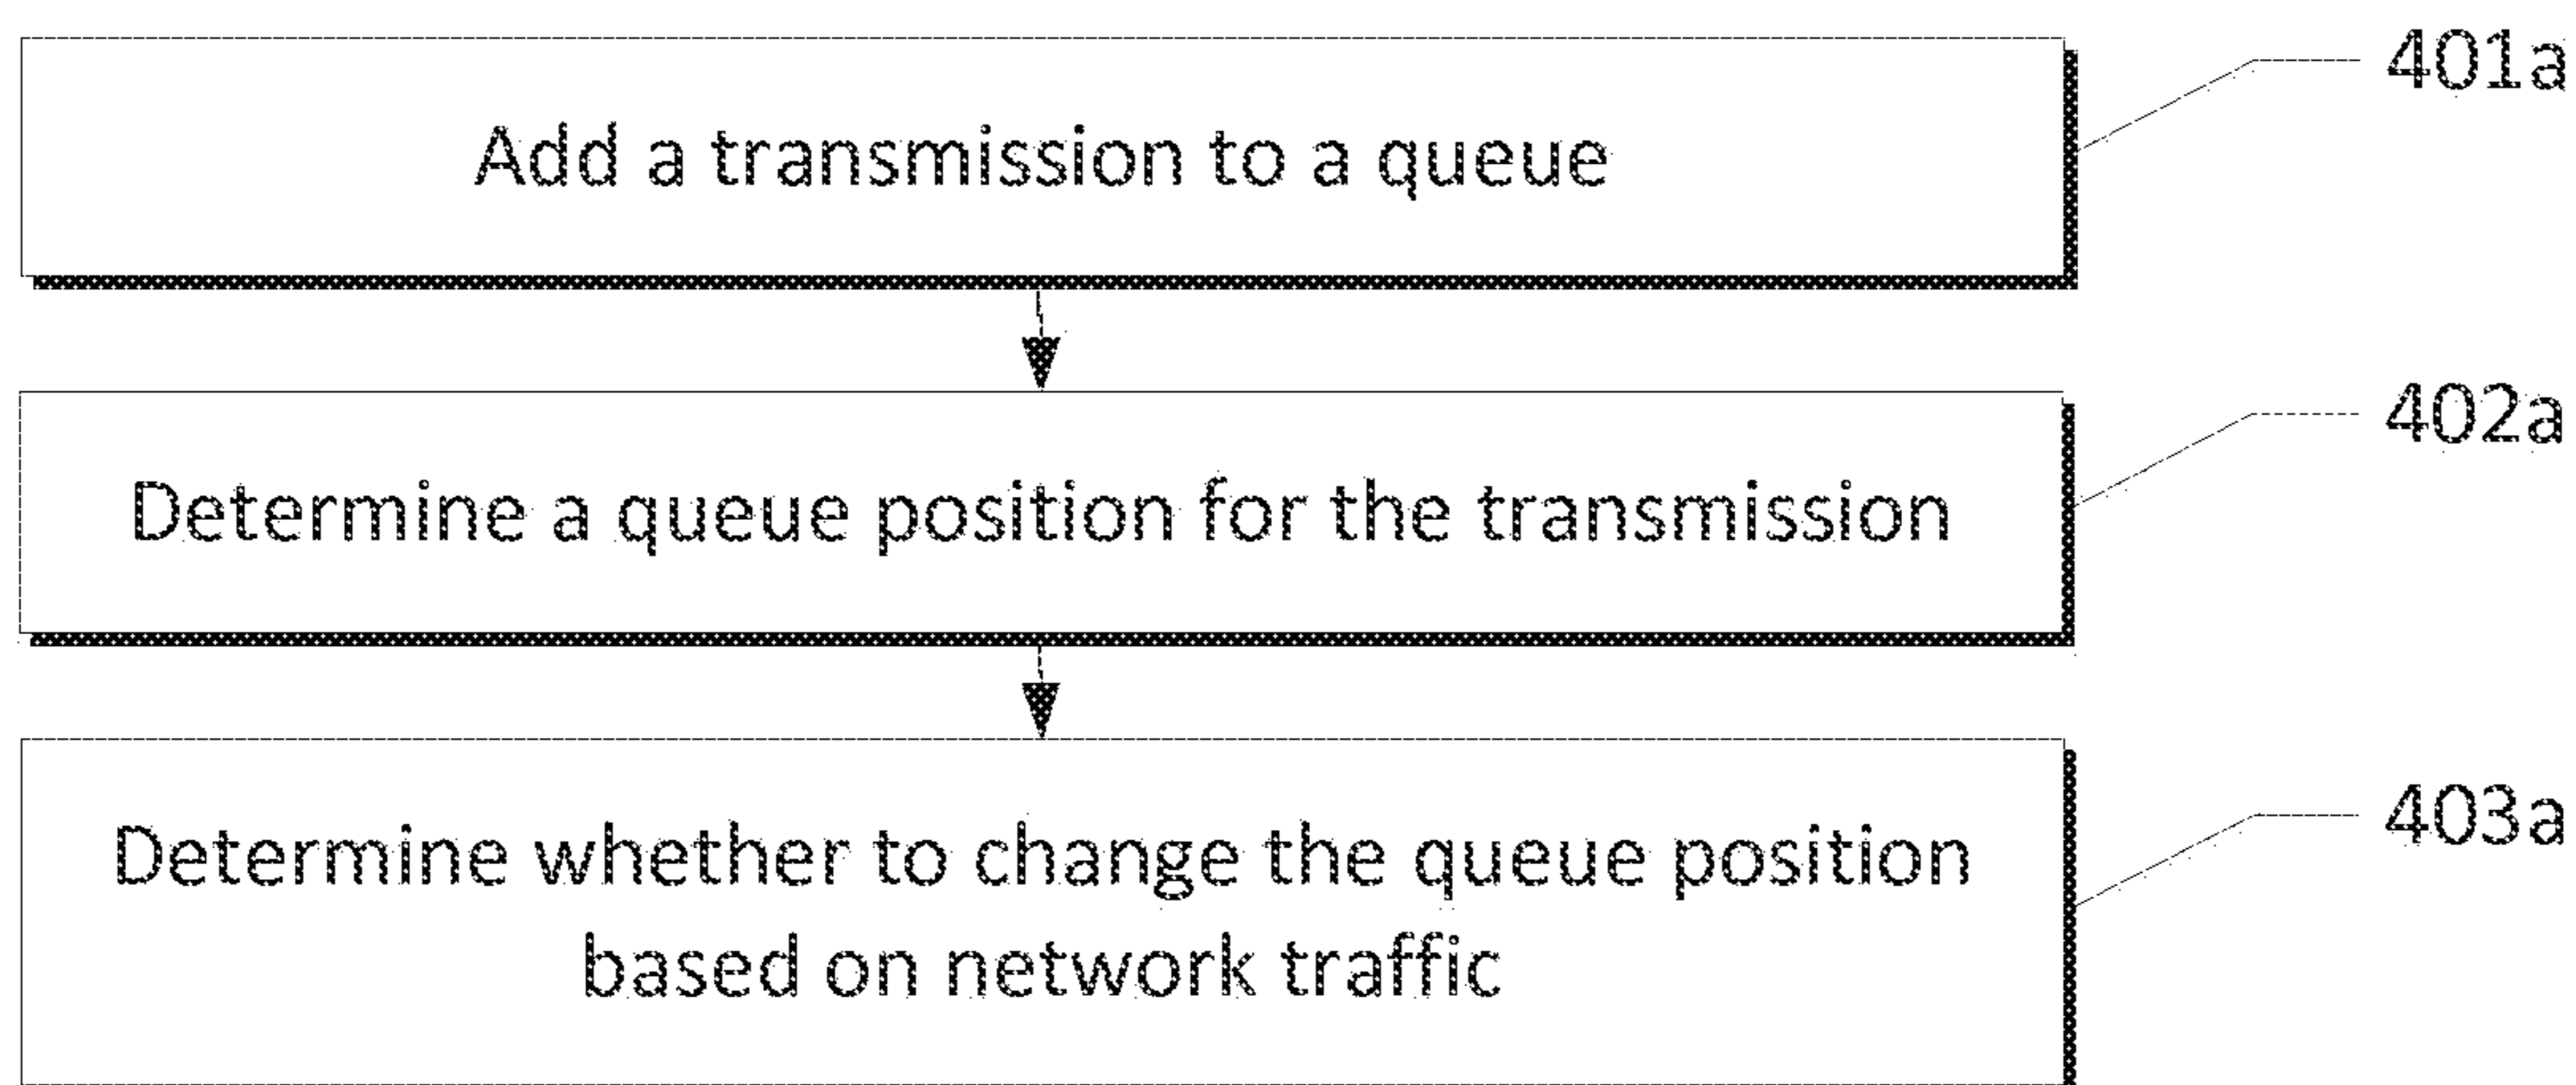 Add a transmission to a queue
401a
Determine a queue position for the transmission
402a
Determine whether to change the queue position
based on network traffic
403a